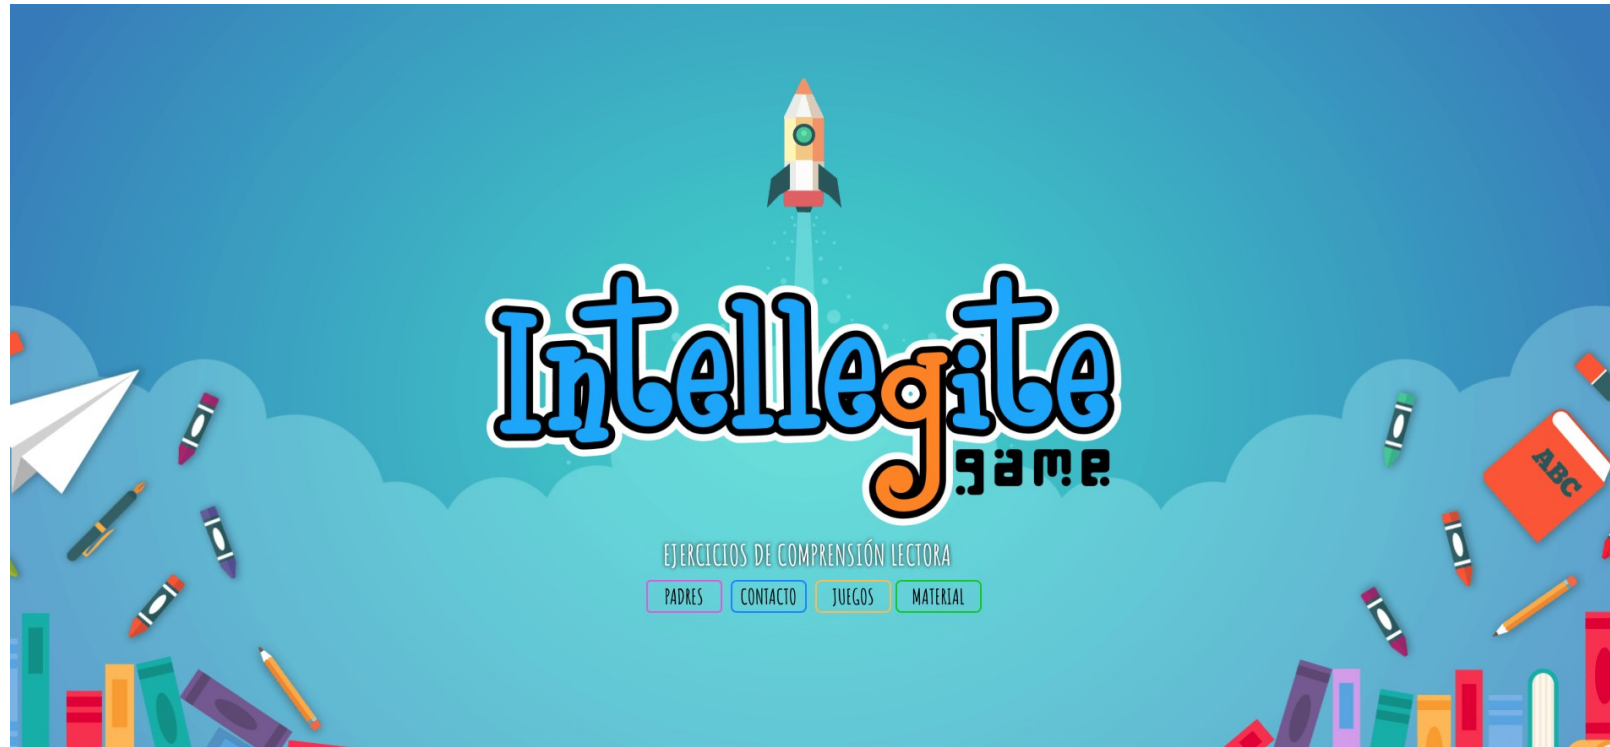 Intellegite
game
EJERCICIOS DE COMPRENSIÓN LECTORA
PADRES CONTACTO JUEGOS MATERIAL
ABC